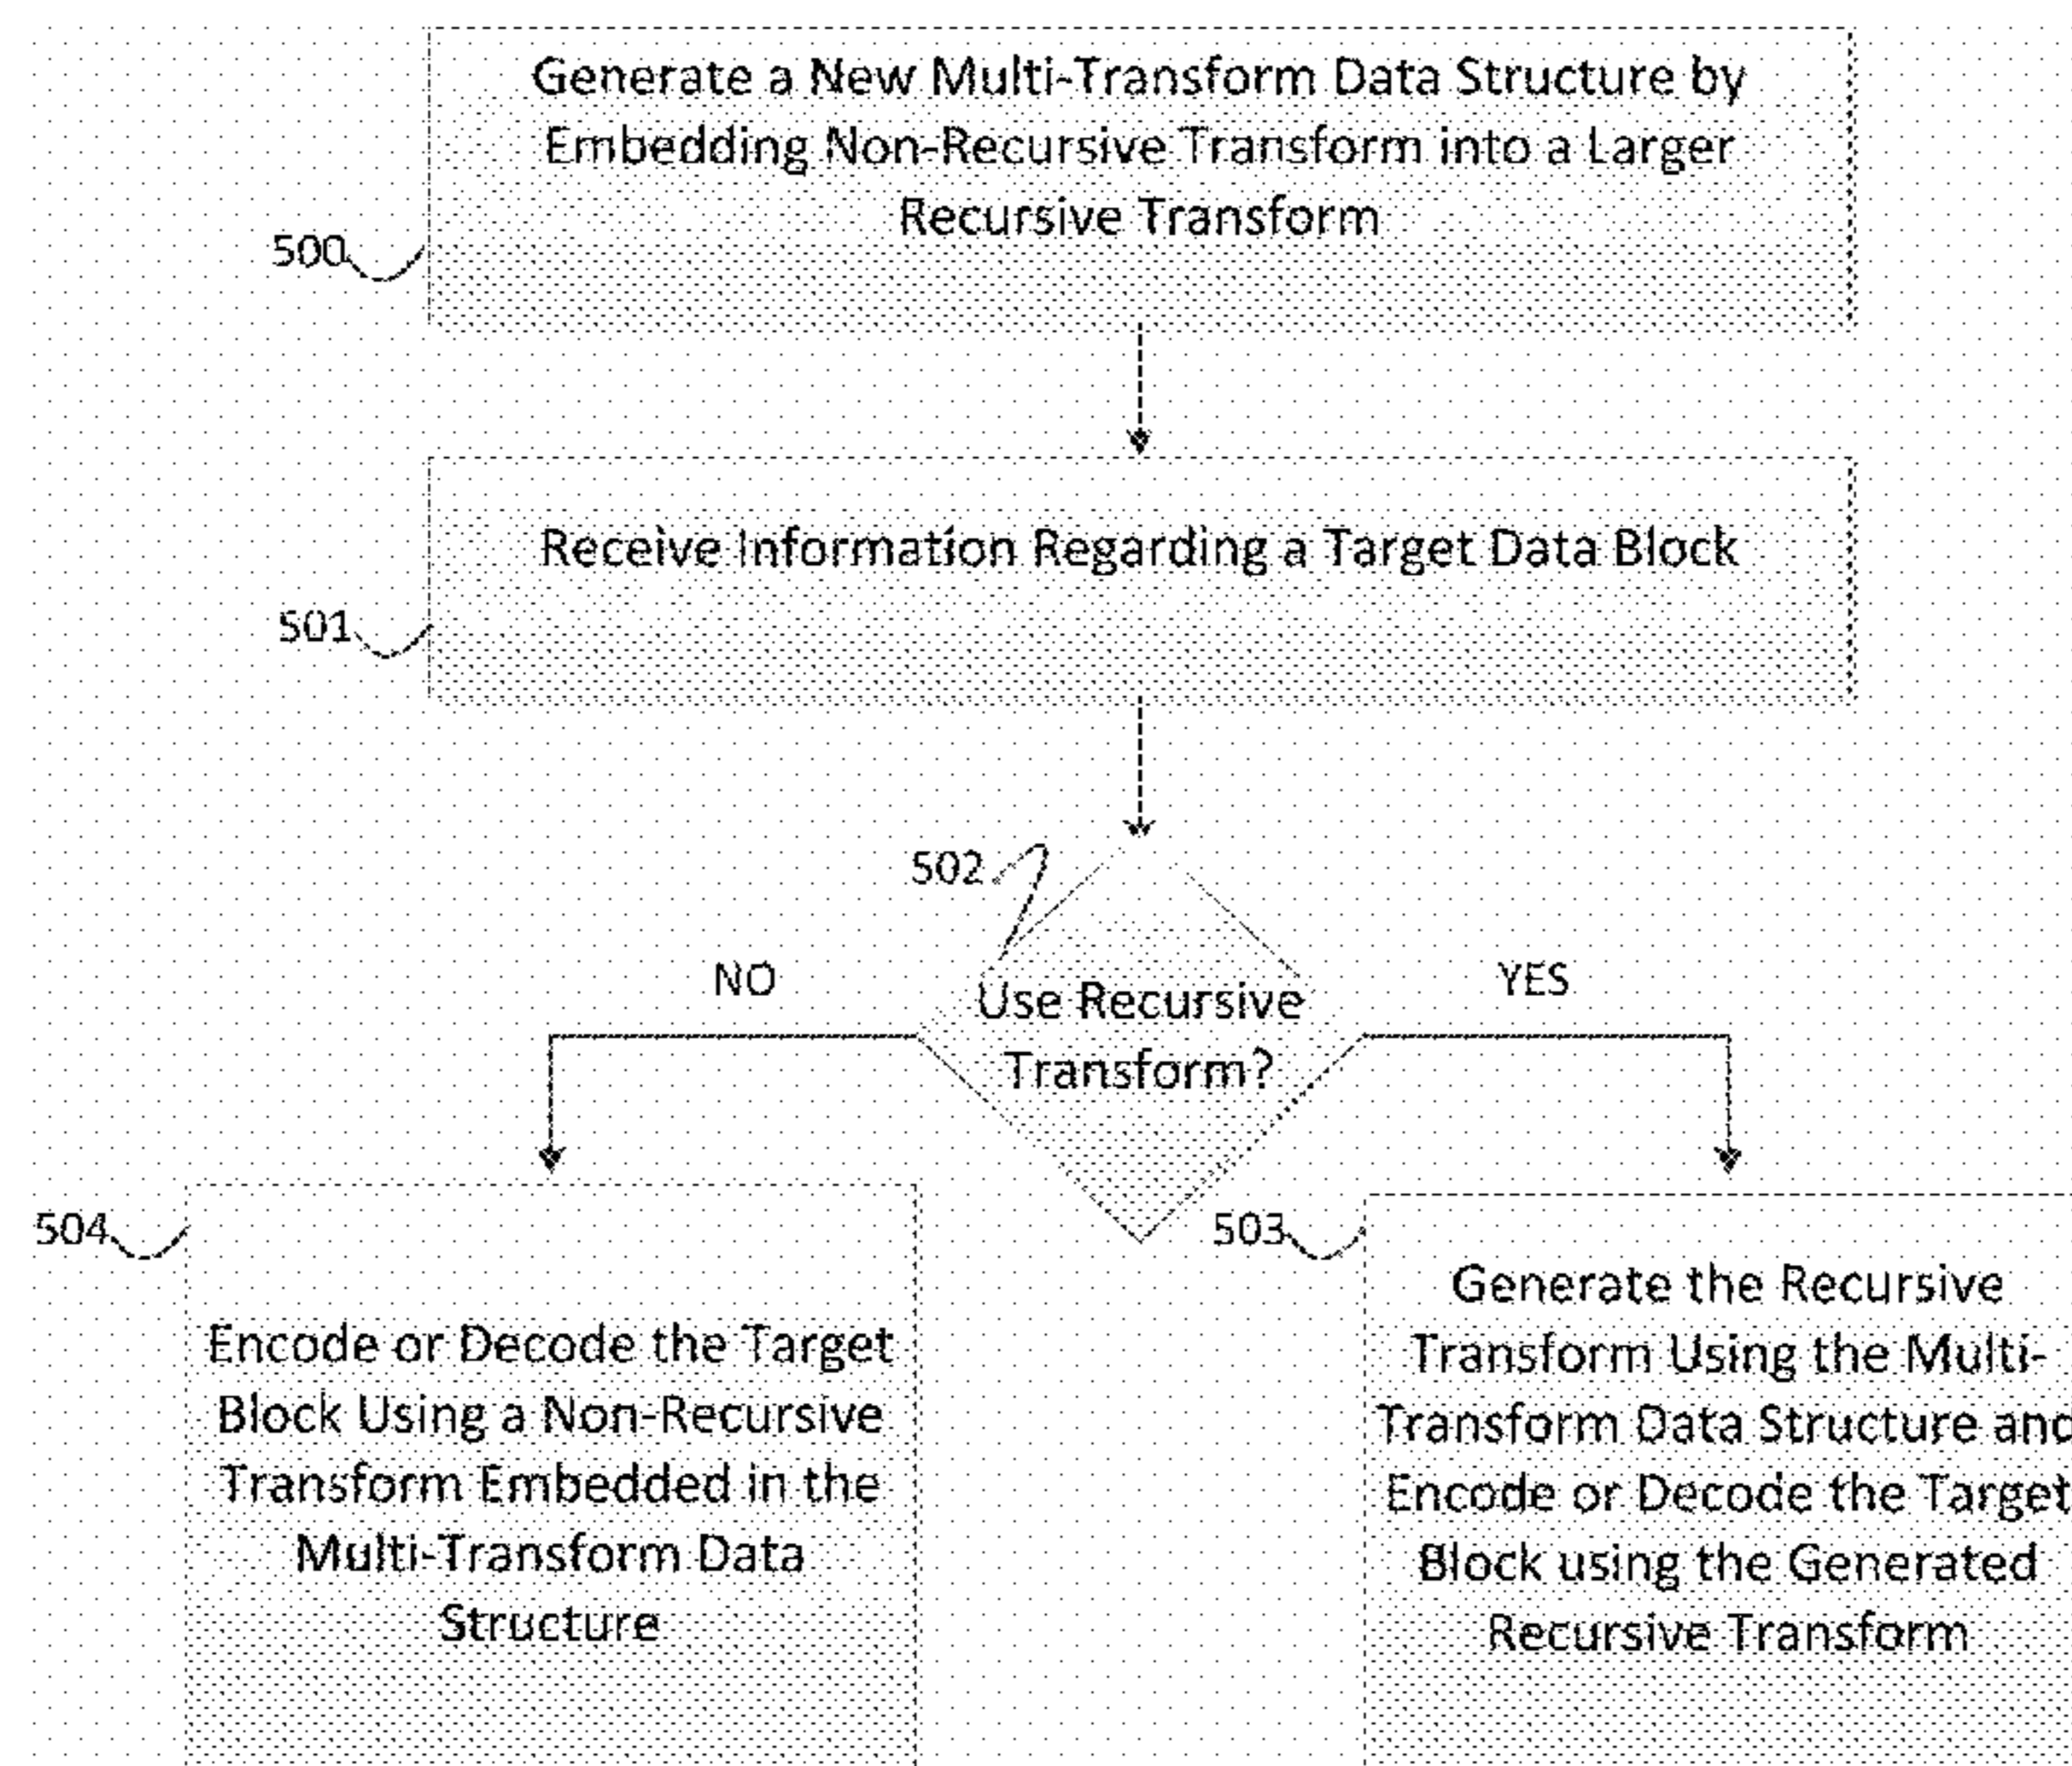 Generate a New Multi-Transform Data Structure by
Embedding Non-Recursive Transform into a Larger
Recursive Transform
500
Receive Information Regarding a Target Data Block
501
502
NO
YES
Use Recursive
Transform?
504
Encode or Decode the Target
Block Using a Non-Recursive
Transform Embedded in the
Multi-Transform Data
Structure
503
Generate the Recursive
Transform Using the Multi-
Transform Data Structure and
Encode or Decode the Target
Block using the Generated
Recursive Transform